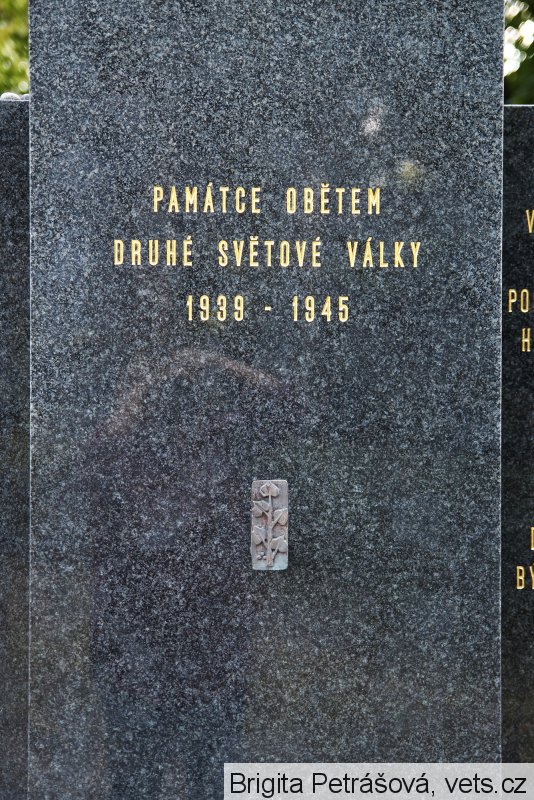 PAMÁTCE OBĚTEM
DRUHÉ SVĚTOVÉ VÁLKY
1939 - 1945
Brigita Petrášová, vets.cz